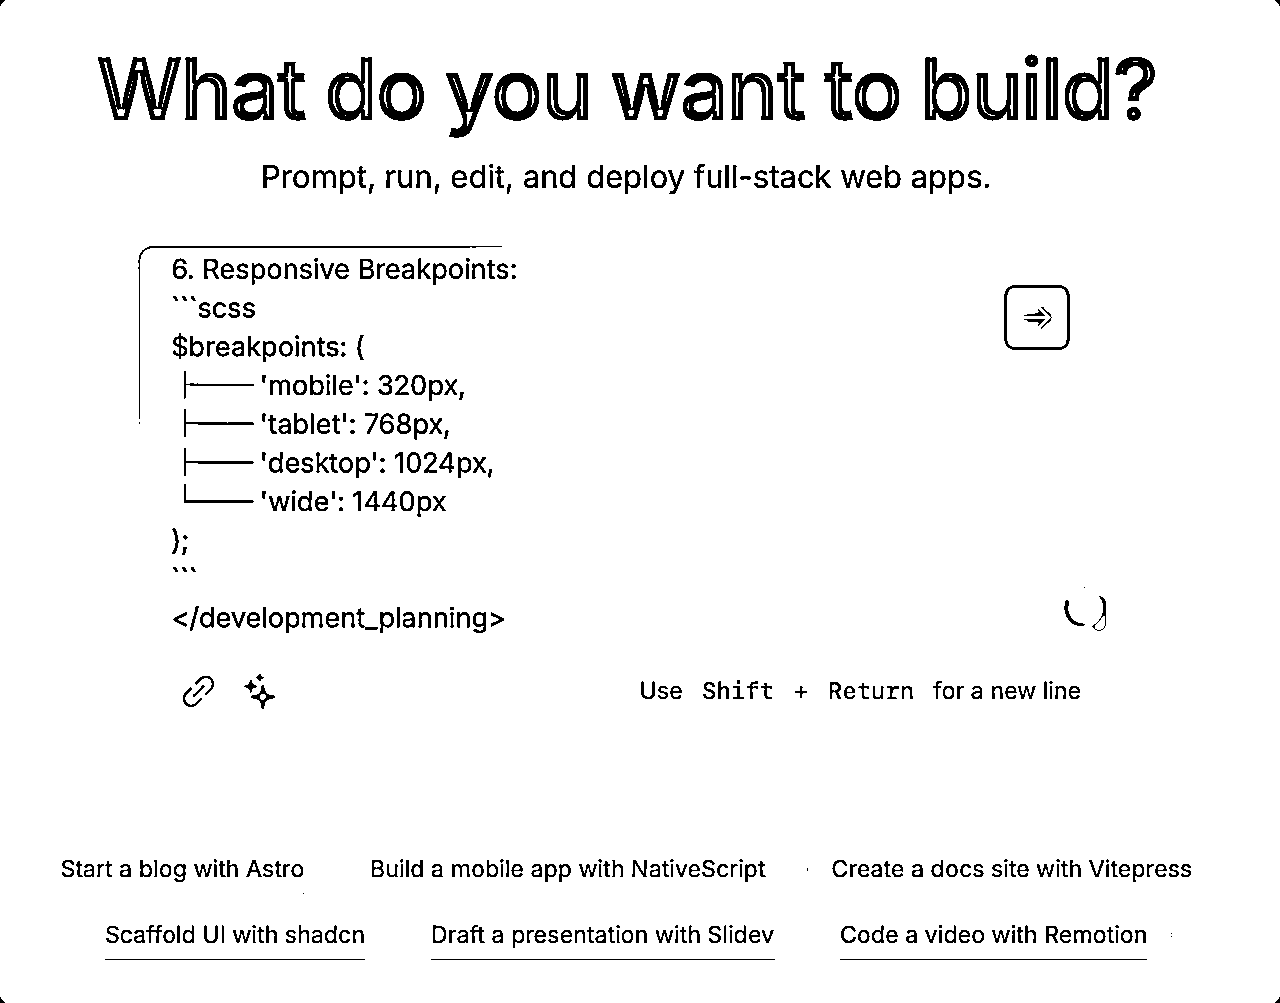 What do you want to build?
Prompt, run, edit, and deploy full-stack web apps.
6. Responsive Breakpoints:
```scss
$breakpoints: (
├── 'mobile': 320px,
├── 'tablet': 768px,
├── 'desktop': 1024px,
└── 'wide': 1440px
);
```
</development_planning>
Use Shift + Return for a new line
Start a blog with Astro
Build a mobile app with NativeScript
Create a docs site with Vitepress
Scaffold UI with shadcn
Draft a presentation with Slidev
Code a video with Remotion